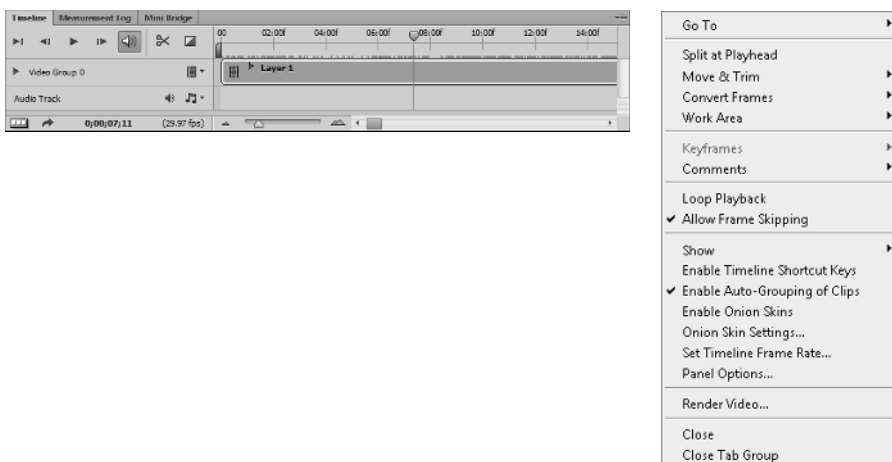 Timeline Measurement Log Mini Bridge
00 02:00f 04:00f 06:00f 08:00f 10:00f 12:00f 14:00f
Video Group 0
Layer 1
Audio Track
0;00;07;11 (29.97 fps)
Go To
Split at Playhead
Move & Trim
Convert Frames
Work Area
Keyframes
Comments
Loop Playback
Allow Frame Skipping
Show
Enable Timeline Shortcut Keys
Enable Auto-Grouping of Clips
Enable Onion Skins
Onion Skin Settings...
Set Timeline Frame Rate...
Panel Options...
Render Video...
Close
Close Tab Group